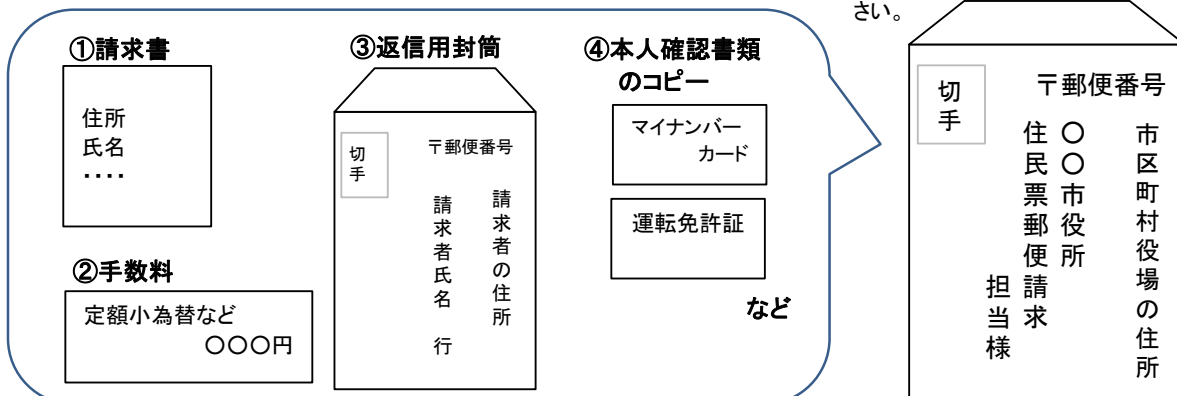 さい。
①請求書
住所
氏名
・・・・
②手数料
定額小為替など
〇〇〇円
③返信用封筒
切手
〒郵便番号
請求者の住所
請求者氏名 行
④本人確認書類
のコピー
マイナンバー
カード
運転免許証
など
切手
〒郵便番号
市区町村役場の住所
〇〇市役所
住民票郵便請求
担当様